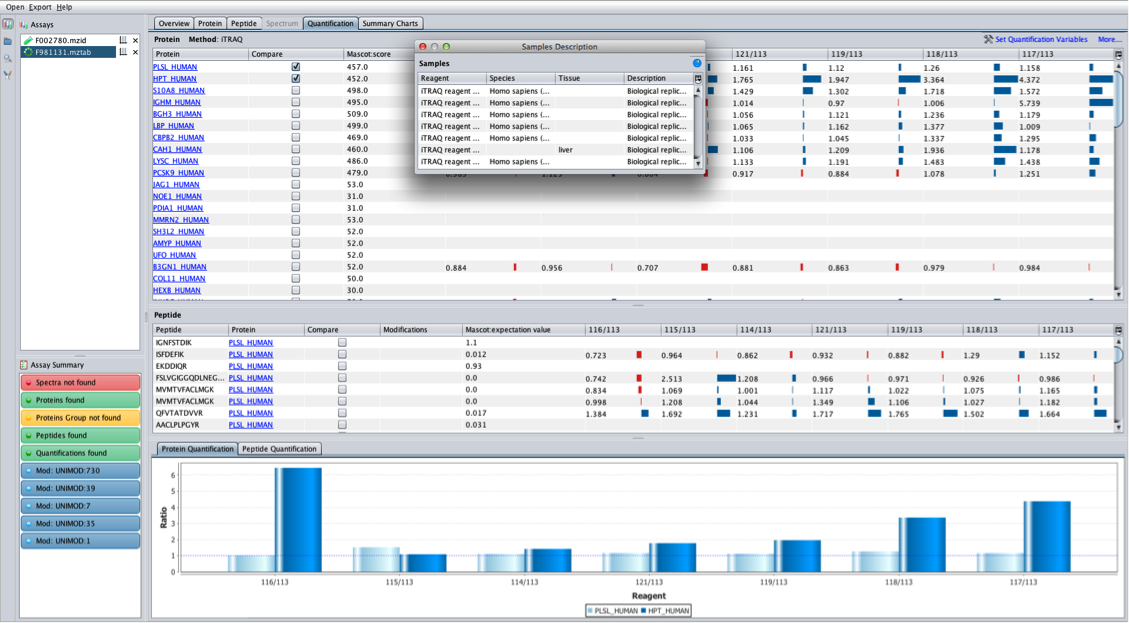 Open Export Help
Assays
F002780.mzid
F981131.mztab
Overview Protein Peptide Spectrum Quantification Summary Charts
Protein Method: iTRAQ Set Quantification Variables More...
Protein Compare Mascot:score 121/113 119/113 118/113 117/113
PLSL_HUMAN 457.0 1.161 1.12 1.26 1.158
HPT_HUMAN 452.0 1.765 1.947 3.364 4.372
S10A8_HUMAN 498.0 1.429 1.302 1.718 1.572
IGHM_HUMAN 495.0 1.014 0.97 1.006 5.739
BGH3_HUMAN 509.0 1.056 1.121 1.236 1.179
LBP_HUMAN 499.0 1.065 1.162 1.377 1.009
CBPB2_HUMAN 469.0 1.033 1.045 1.337 1.295
CAH1_HUMAN 460.0 1.106 1.209 1.936 1.178
LYSC_HUMAN 486.0 1.133 1.191 1.483 1.438
PCSK9_HUMAN 479.0 0.917 0.884 1.078 1.251
JAG1_HUMAN 53.0
NOE1_HUMAN 31.0
PDIA1_HUMAN 31.0
MMRN2_HUMAN 53.0
SH3L2_HUMAN 52.0
AMYP_HUMAN 52.0
UFO_HUMAN 52.0
B3GN1_HUMAN 52.0 0.884 0.956 0.707 0.881 0.863 0.979 0.984
COL11_HUMAN 50.0
HEXB_HUMAN 30.0
Samples Description
Samples
Reagent Species Tissue Description
iTRAQ reagent ... Homo sapiens (... Biological replic...
iTRAQ reagent ... Homo sapiens (... Biological replic...
iTRAQ reagent ... Homo sapiens (... Biological replic...
iTRAQ reagent ... Homo sapiens (... Biological replic...
iTRAQ reagent ... Homo sapiens (... Biological replic...
iTRAQ reagent ... liver Biological replic...
iTRAQ reagent ... Homo sapiens (... Biological replic...
Peptide
Peptide Protein Compare Modifications Mascot:expectation value 116/113 115/113 114/113 121/113 119/113 118/113 117/113
IGNFSTDIK PLSL_HUMAN 1.1
ISFDEFIK PLSL_HUMAN 0.012 0.723 0.964 0.862 0.932 0.882 1.29 1.152
EKDDIQR PLSL_HUMAN 0.93
FSLVGIGGQDLNEG... PLSL_HUMAN 0.0 0.742 2.513 1.208 0.966 0.971 0.926 0.986
MVMTVFACLMGK PLSL_HUMAN 0.0 0.834 1.069 1.001 1.117 1.022 1.075 1.165
MVMTVFACLMGK PLSL_HUMAN 0.0 0.998 1.208 1.044 1.349 1.106 1.027 1.182
QFVTATDVVR PLSL_HUMAN 0.017 1.384 1.692 1.231 1.717 1.765 1.502 1.664
AACLPLPGYR PLSL_HUMAN 0.031
Assay Summary
Spectra not found
Proteins found
Proteins Group not found
Peptides found
Quantifications found
Mod: UNIMOD:730
Mod: UNIMOD:39
Mod: UNIMOD:7
Mod: UNIMOD:35
Mod: UNIMOD:1
Protein Quantification Peptide Quantification
Ratio
6
5
4
3
2
1
0
116/113 115/113 114/113 121/113 119/113 118/113 117/113
Reagent
PLSL_HUMAN HPT_HUMAN